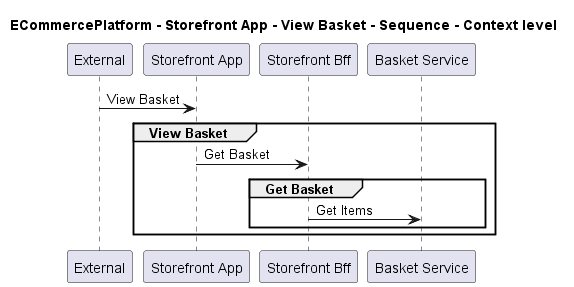 ECommercePlatform - Storefront App - View Basket - Sequence - Context level
External Storefront App Storefront Bff Basket Service
View Basket
View Basket
Get Basket
Get Basket
Get Items
External Storefront App Storefront Bff Basket Service